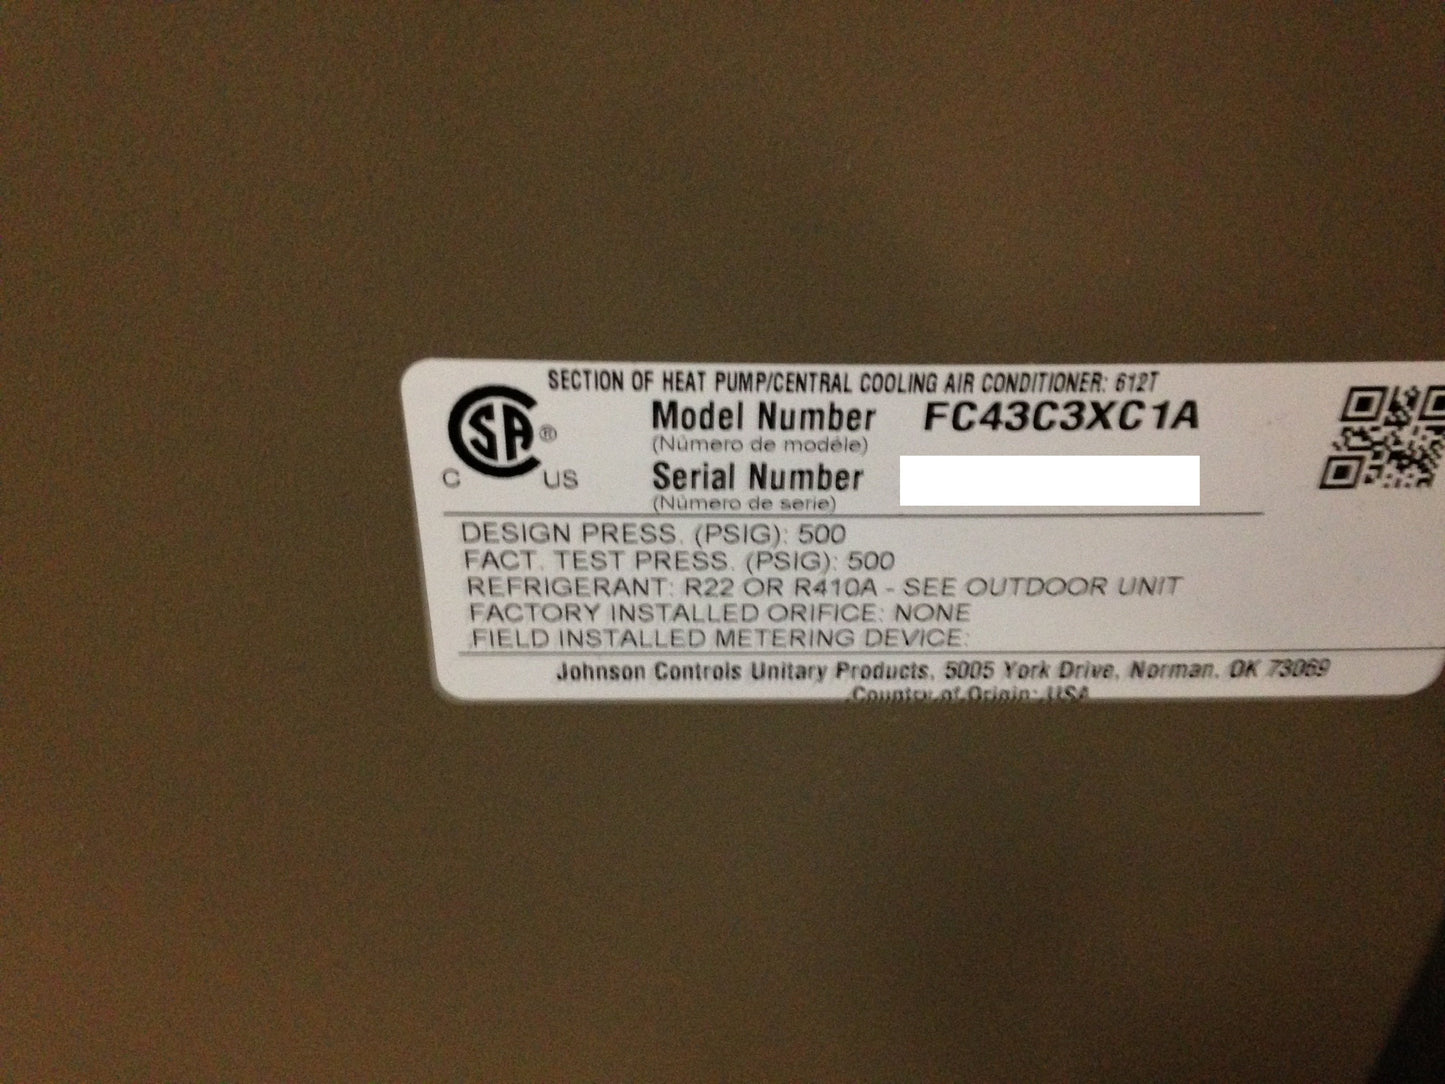 SECTION OF HEAT PUMP/CENTRAL COOLING AIR CONDITIONER: 612T
CSA ® C US
Model Number FC43C3XC1A
(Número de modéle)
Serial Number
(Número de serie)
DESIGN PRESS. (PSIG): 500
FACT. TEST PRESS. (PSIG): 500
REFRIGERANT: R22 OR R410A - SEE OUTDOOR UNIT
FACTORY INSTALLED ORIFICE: NONE
FIELD INSTALLED METERING DEVICE:
Johnson Controls Unitary Products, 5005 York Drive, Norman, OK 73069
Country of Origin: USA